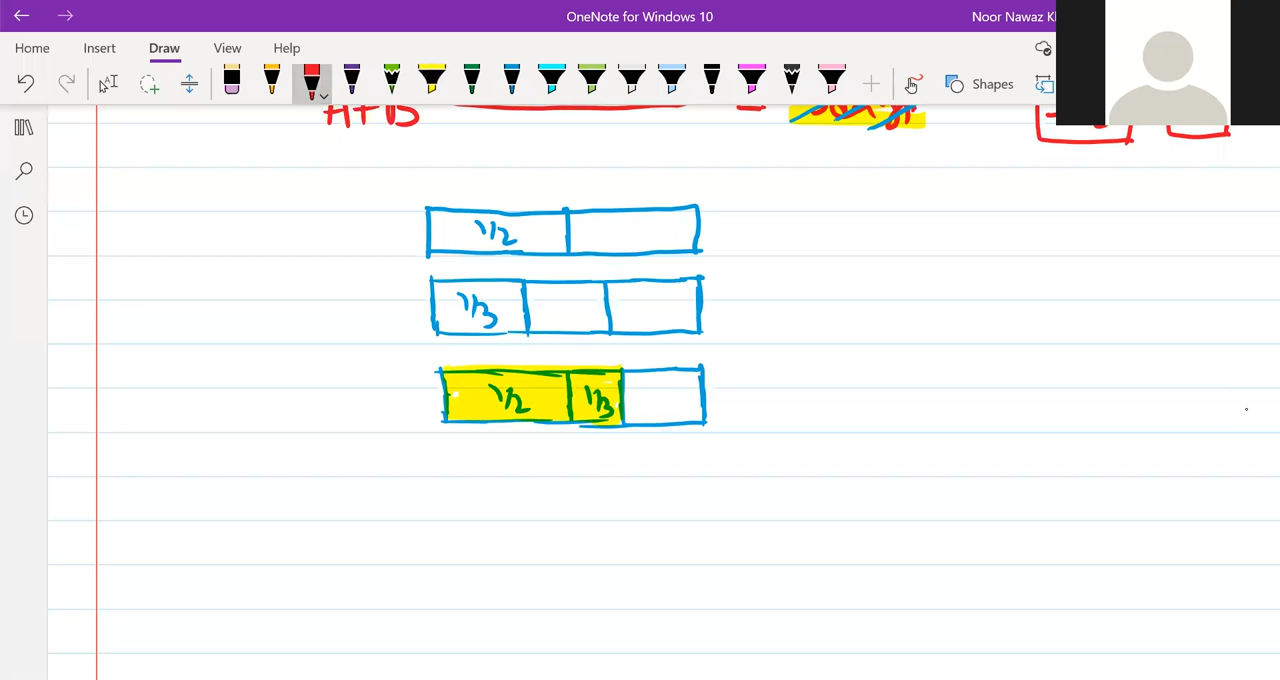 OneNote for Windows 10
Noor Nawaz Kh
Home Insert Draw View Help
Shapes
A+B =
1/2
1/3
1/2 1/3